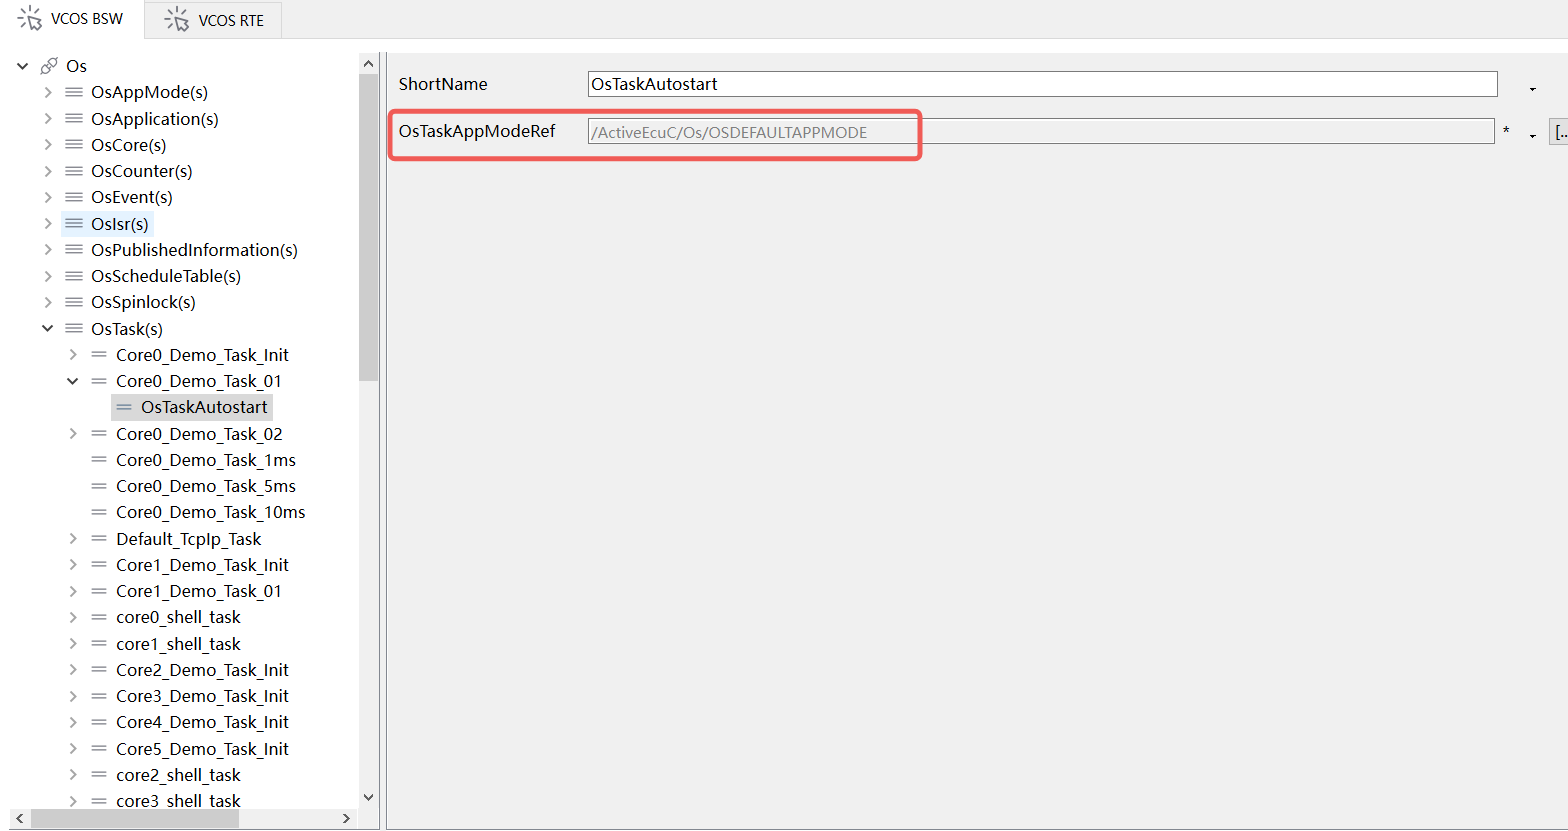 VCOS BSW
VCOS RTE
Os
OsAppMode(s)
OsApplication(s)
OsCore(s)
OsCounter(s)
OsEvent(s)
OsIsr(s)
OsPublishedInformation(s)
OsScheduleTable(s)
OsSpinlock(s)
OsTask(s)
Core0_Demo_Task_Init
Core0_Demo_Task_01
OsTaskAutostart
Core0_Demo_Task_02
Core0_Demo_Task_1ms
Core0_Demo_Task_5ms
Core0_Demo_Task_10ms
Default_TcpIp_Task
Core1_Demo_Task_Init
Core1_Demo_Task_01
core0_shell_task
core1_shell_task
Core2_Demo_Task_Init
Core3_Demo_Task_Init
Core4_Demo_Task_Init
Core5_Demo_Task_Init
core2_shell_task
core3_shell_task
ShortName OsTaskAutostart
OsTaskAppModeRef /ActiveEcuC/Os/OSDEFAULTAPPMODE * [..